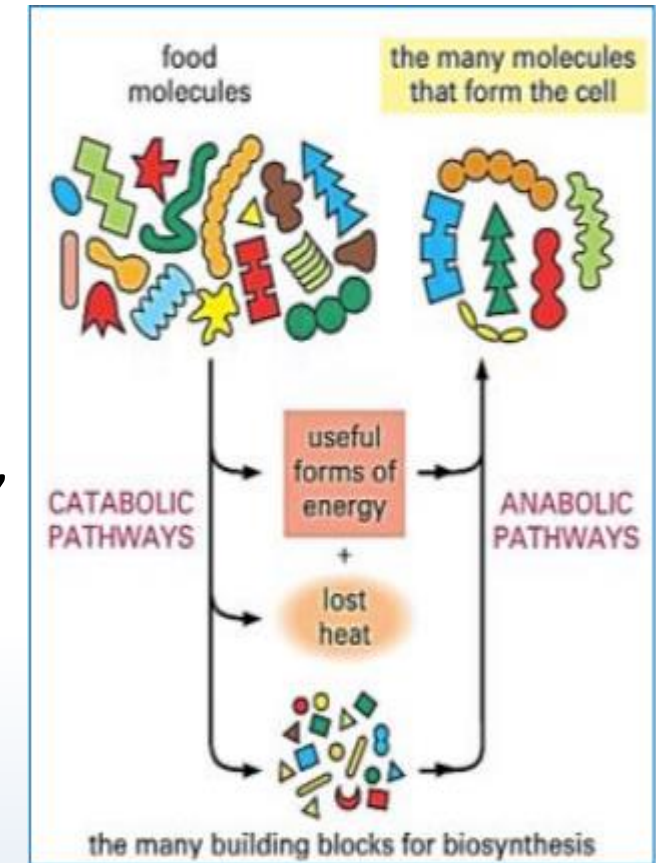 food
molecules
the many molecules
that form the cell
useful
forms of
energy
+
lost
heat
CATABOLIC
PATHWAYS
ANABOLIC
PATHWAYS
the many building blocks for biosynthesis
,